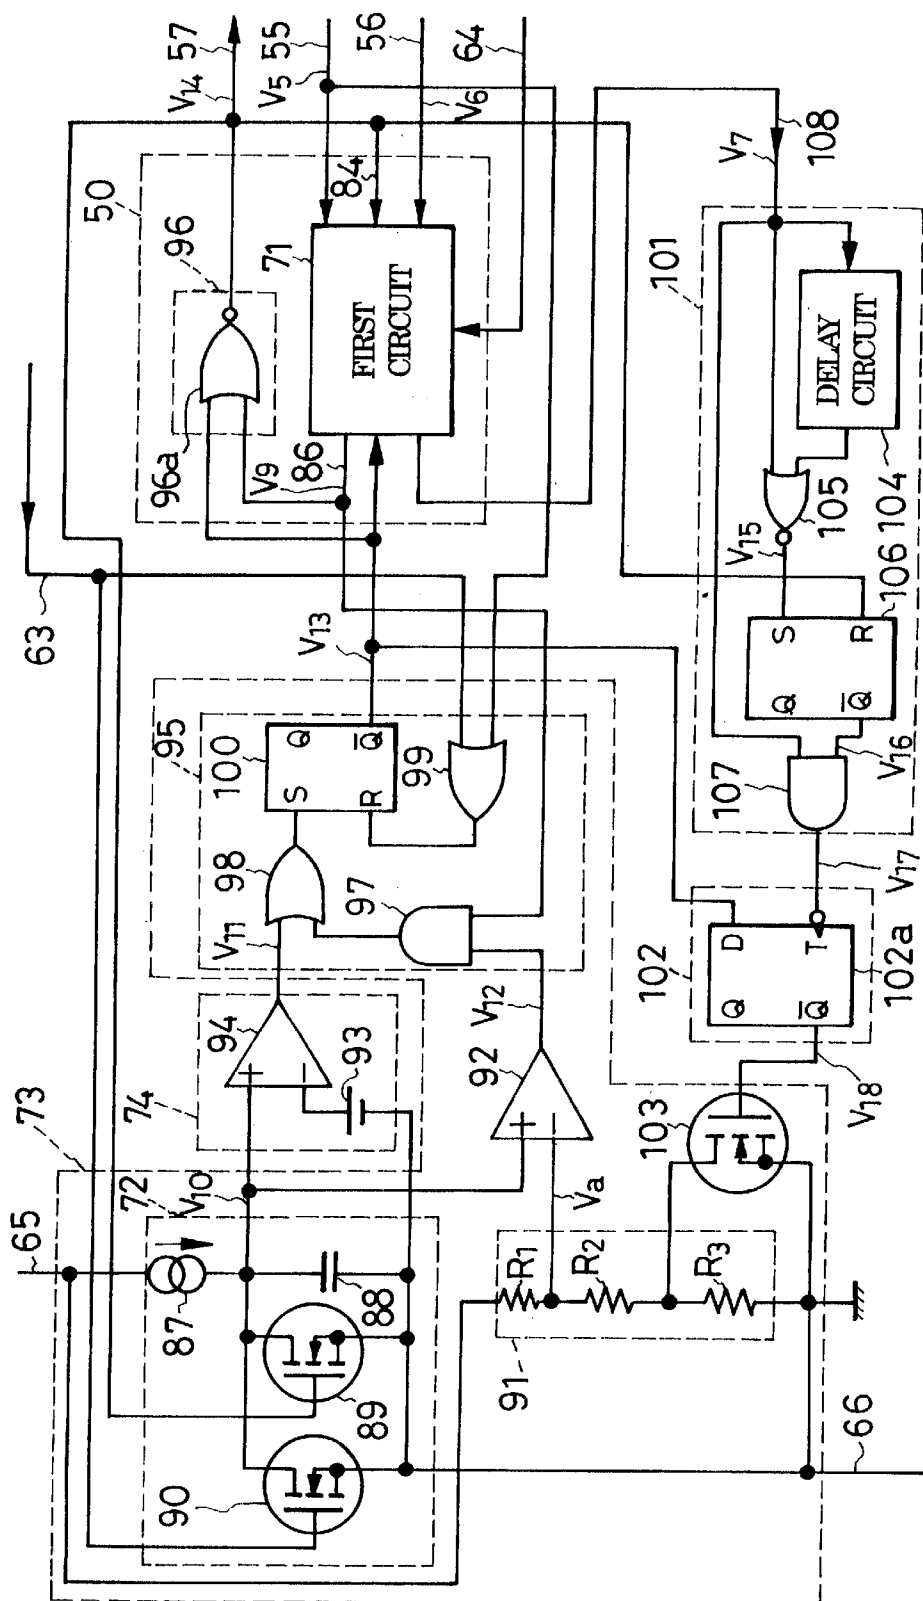 65
73
72
V10
74
94
93
V11
87
88
89
90
63
95
98
100
S
Q
R
Q̅
99
97
V13
V12
92
Va
91
R1
R2
R3
66
103
V18
50
96
96a
V9
86
71
FIRST
CIRCUIT
84
V14
57
V5
55
V6
56
64
V7
108
101
DELAY
CIRCUIT
104
105
V15
106
S
Q
R
Q̅
V16
107
V17
102
D
Q
T
Q̅
102a